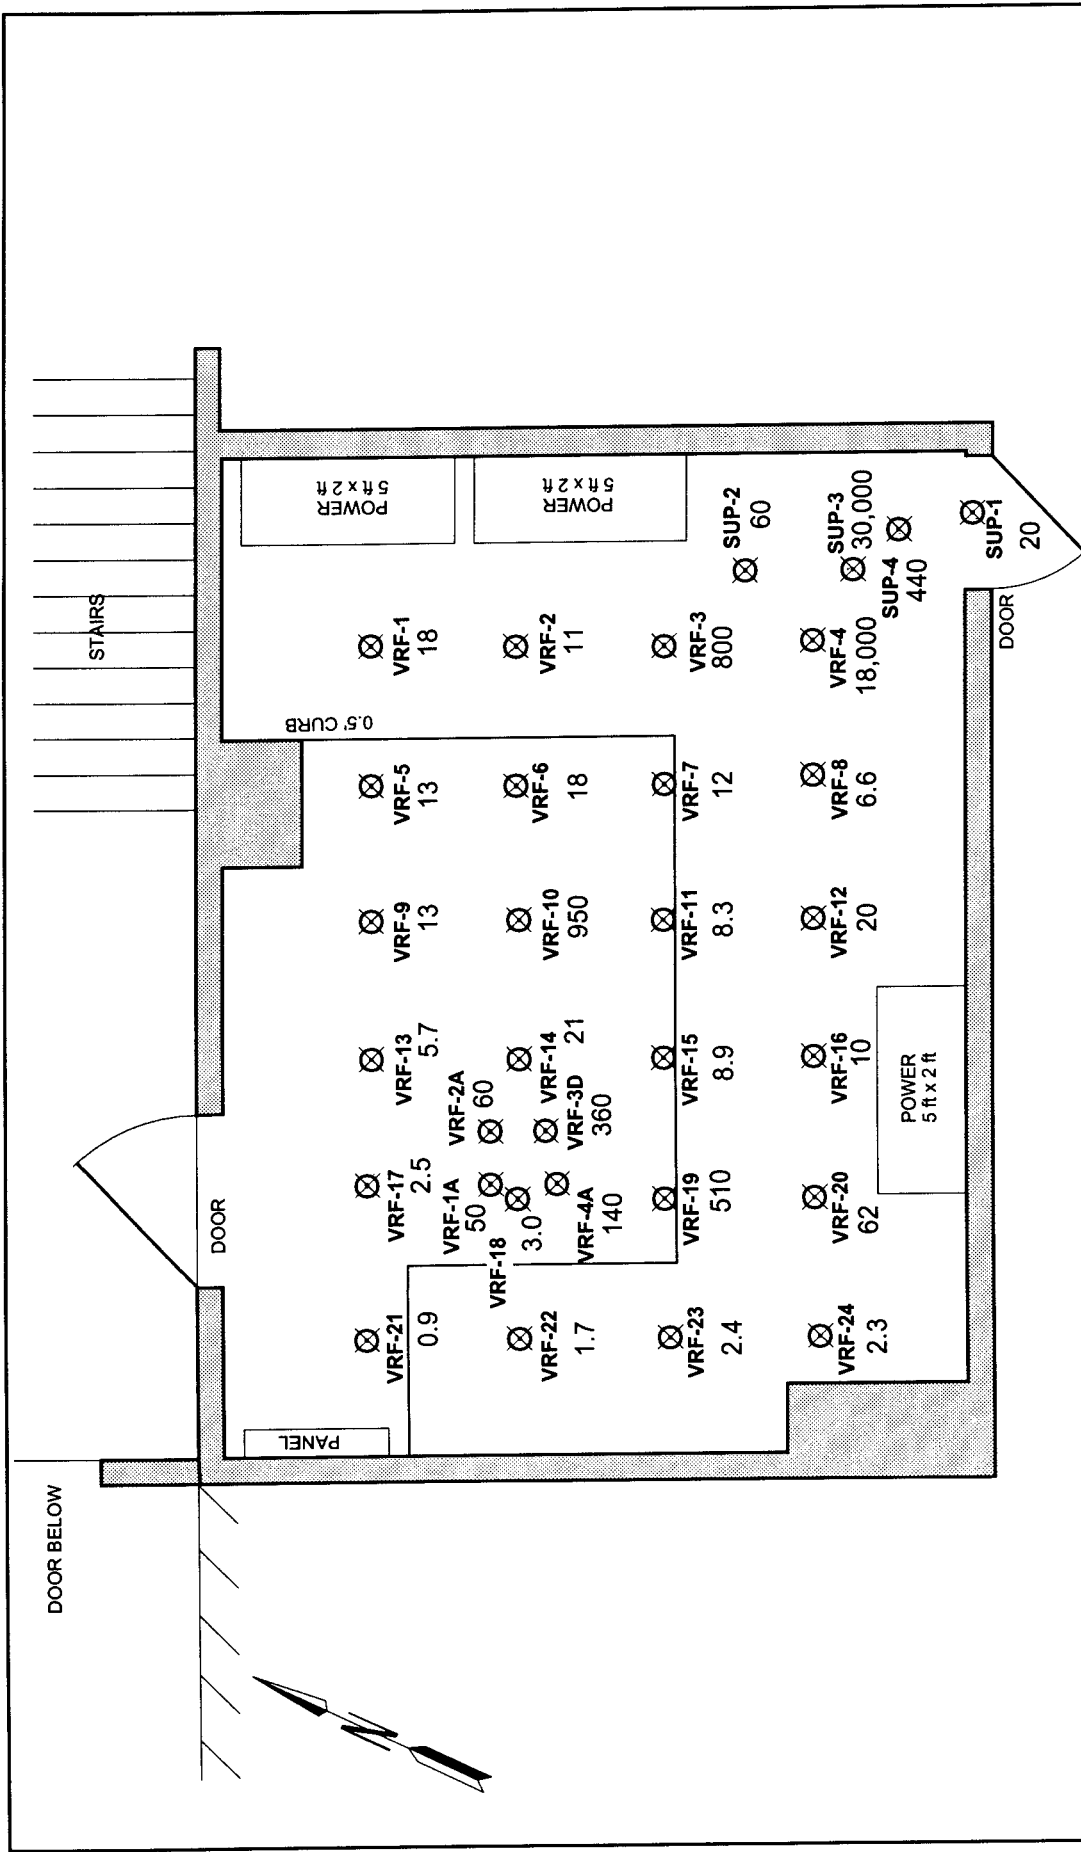 DOOR BELOW
STAIRS
DOOR
PANEL
0.5' CURB
POWER
5 ft x 2 ft
POWER
5 ft x 2 ft
VRF-21
0.9
VRF-17
2.5
VRF-13
5.7
VRF-9
13
VRF-5
13
VRF-1
18
VRF-1A
50
VRF-2A
60
VRF-18
3.0
VRF-22
1.7
VRF-4A
140
VRF-3D
360
VRF-14
21
VRF-10
950
VRF-6
18
VRF-2
11
VRF-23
2.4
VRF-19
510
VRF-15
8.9
VRF-11
8.3
VRF-7
12
VRF-3
800
SUP-2
60
VRF-24
2.3
VRF-20
62
VRF-16
10
VRF-12
20
VRF-8
6.6
VRF-4
18,000
SUP-3
30,000
SUP-4
440
SUP-1
20
POWER
5 ft x 2 ft
DOOR
N